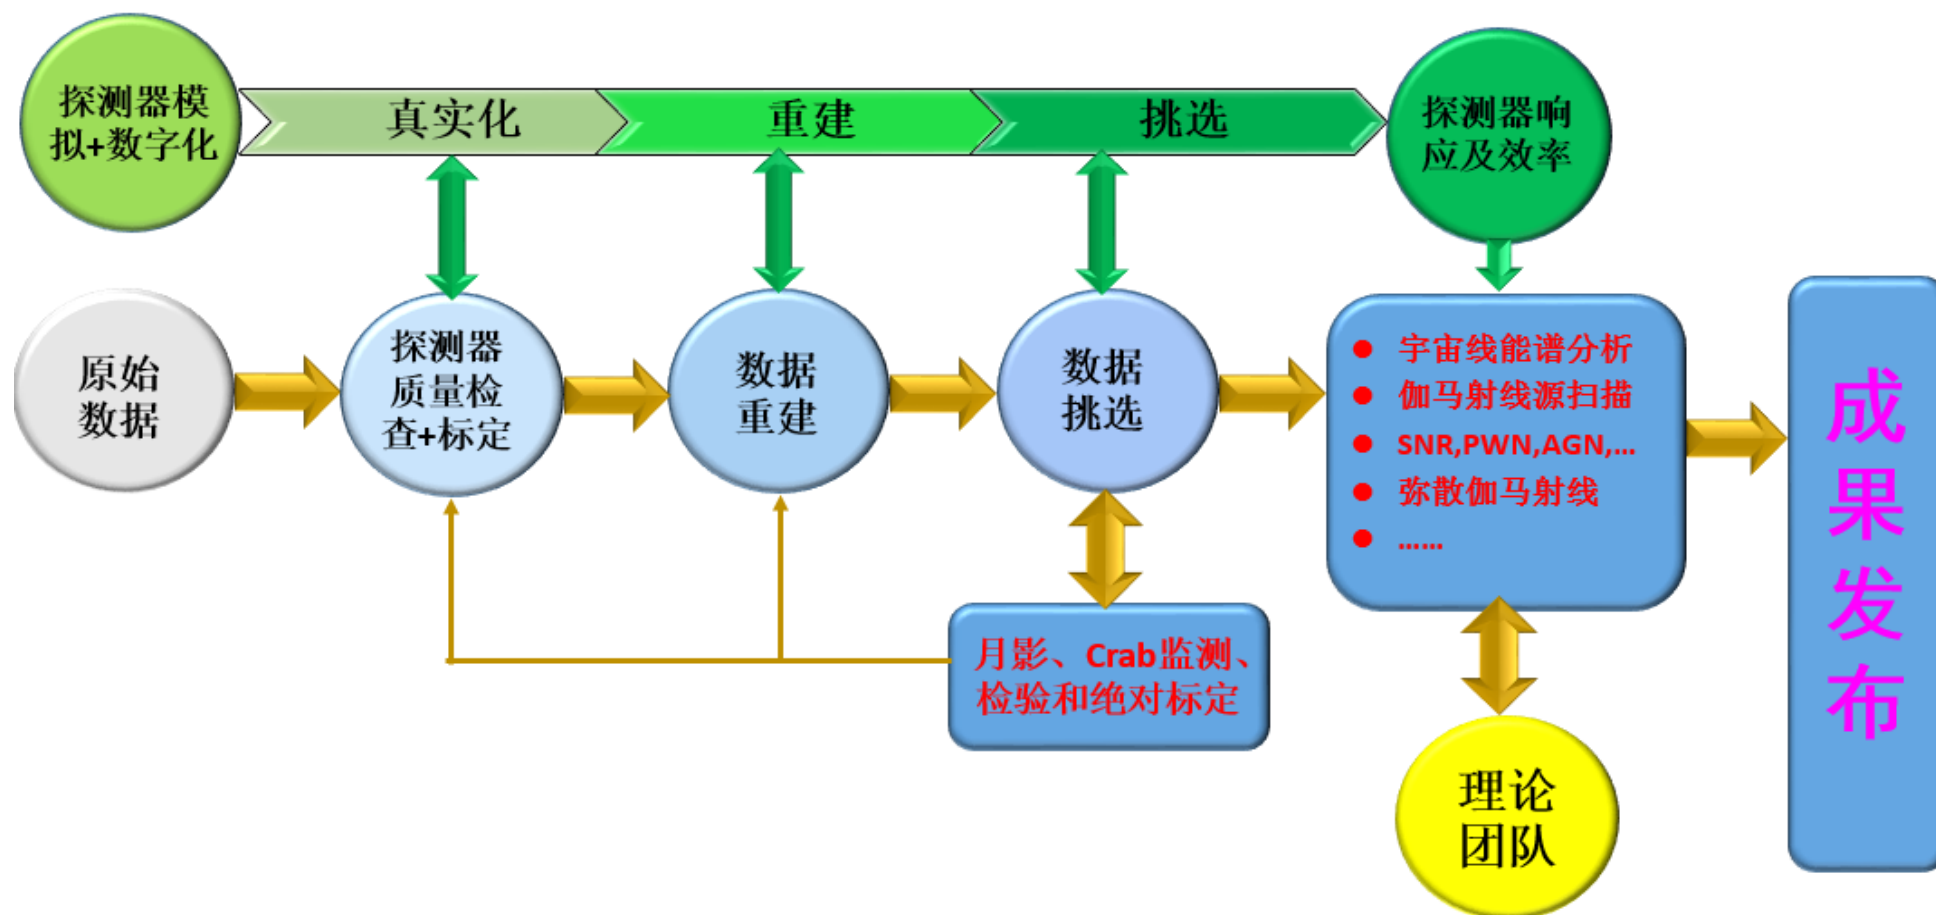 探测器模
拟+数字化
真实化
重建
挑选
探测器响
应及效率
原始
数据
探测器
质量检
查+标定
数据
重建
数据
挑选
● 宇宙线能谱分析
● 伽马射线源扫描
● SNR,PWN,AGN,...
● 弥散伽马射线
● ……
成
果
发
布
月影、Crab监测、
检验和绝对标定
理论
团队